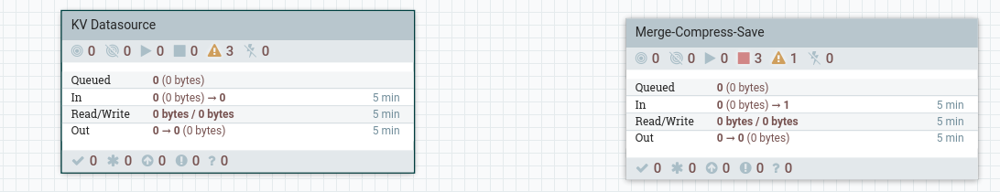 KV Datasource
0 0 0 0 3 0
Queued 0 (0 bytes)
In 0 (0 bytes) → 0 5 min
Read/Write 0 bytes / 0 bytes 5 min
Out 0 → 0 (0 bytes) 5 min
0 0 0 0 ? 0
Merge-Compress-Save
0 0 0 3 1 0
Queued 0 (0 bytes)
In 0 (0 bytes) → 1 5 min
Read/Write 0 bytes / 0 bytes 5 min
Out 0 → 0 (0 bytes) 5 min
0 0 0 0 ? 0